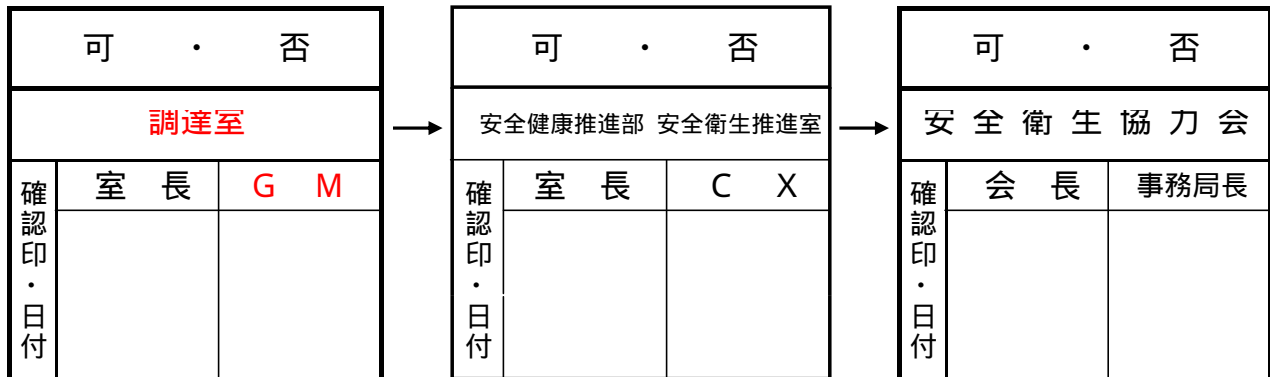 可 ・ 否
調達室
確認印・日付
室 長
G M
可 ・ 否
安全健康推進部 安全衛生推進室
確認印・日付
室 長
C X
可 ・ 否
安 全 衛 生 協 力 会
確認印・日付
会 長
事務局長